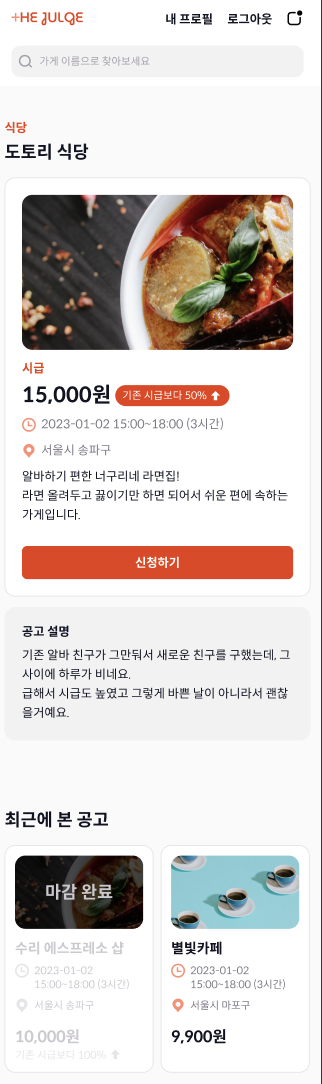 THE JULGE
내 프로필 로그아웃
가게 이름으로 찾아보세요
식당
도토리 식당
시급
15,000원 기존 시급보다 50%
2023-01-02 15:00~18:00 (3시간)
서울시 송파구
알바하기 편한 너구리네 라면집!
라면 올려두고 끓이기만 하면 되어서 쉬운 편에 속하는
가게입니다.
신청하기
공고 설명
기존 알바 친구가 그만둬서 새로운 친구를 구했는데, 그
사이에 하루가 비네요.
급해서 시급도 높였고 그렇게 바쁜 날이 아니라서 괜찮
을거예요.
최근에 본 공고
마감 완료
수리 에스프레소 샵
2023-01-02
15:00~18:00 (3시간)
서울시 송파구
10,000원
기존 시급보다 100%
별빛카페
2023-01-02
15:00~18:00 (3시간)
서울시 마포구
9,900원